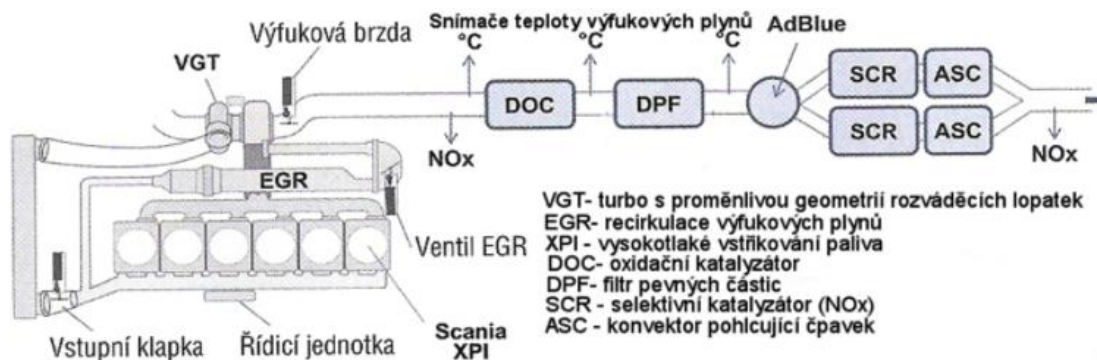 Snímače teploty výfukových plynů
°C
°C
°C
AdBlue
Výfuková brzda
VGT
SCR
ASC
DOC
DPF
SCR
ASC
NOx
NOx
EGR
Ventil EGR
Vstupní klapka
Řídicí jednotka
Scania
XPI
VGT- turbo s proměnlivou geometrií rozváděcích lopatek
EGR- recirkulace výfukových plynů
XPI - vysokotlaké vstřikování paliva
DOC- oxidační katalyzátor
DPF- filtr pevných částic
SCR - selektivní katalyzátor (NOx)
ASC - konvektor pohlcující čpavek